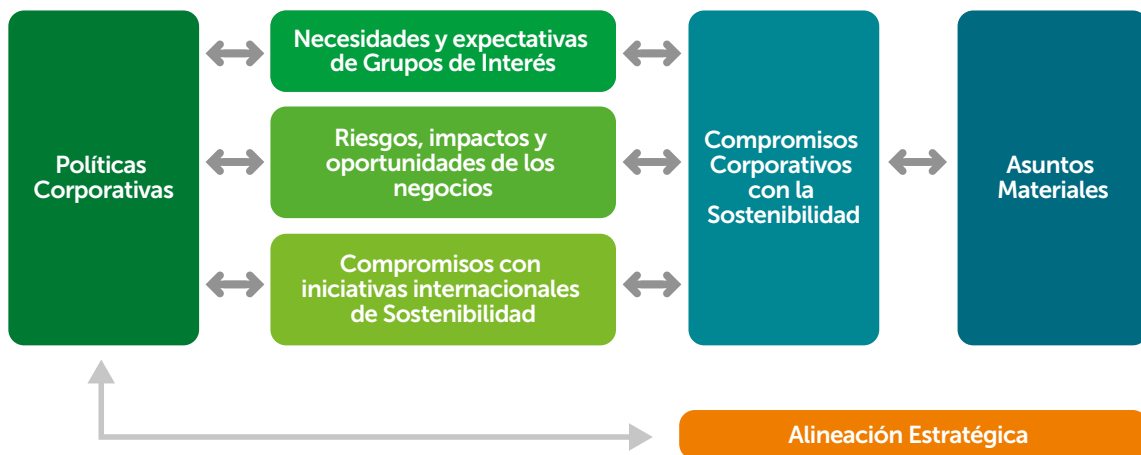 Políticas
Corporativas
Necesidades y expectativas
de Grupos de Interés
Riesgos, impactos y
oportunidades de los
negocios
Compromisos con
iniciativas internacionales
de Sostenibilidad
Compromisos
Corporativos
con la
Sostenibilidad
Asuntos
Materiales
Alineación Estratégica